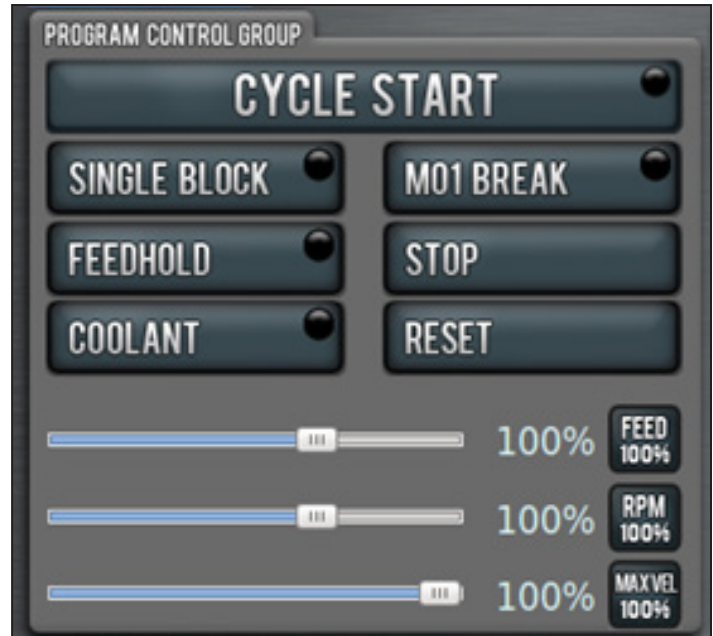 PROGRAM CONTROL GROUP
CYCLE START
SINGLE BLOCK
M01 BREAK
FEEDHOLD
STOP
COOLANT
RESET
100%
FEED
100%
100%
RPM
100%
100%
MAX VEL
100%